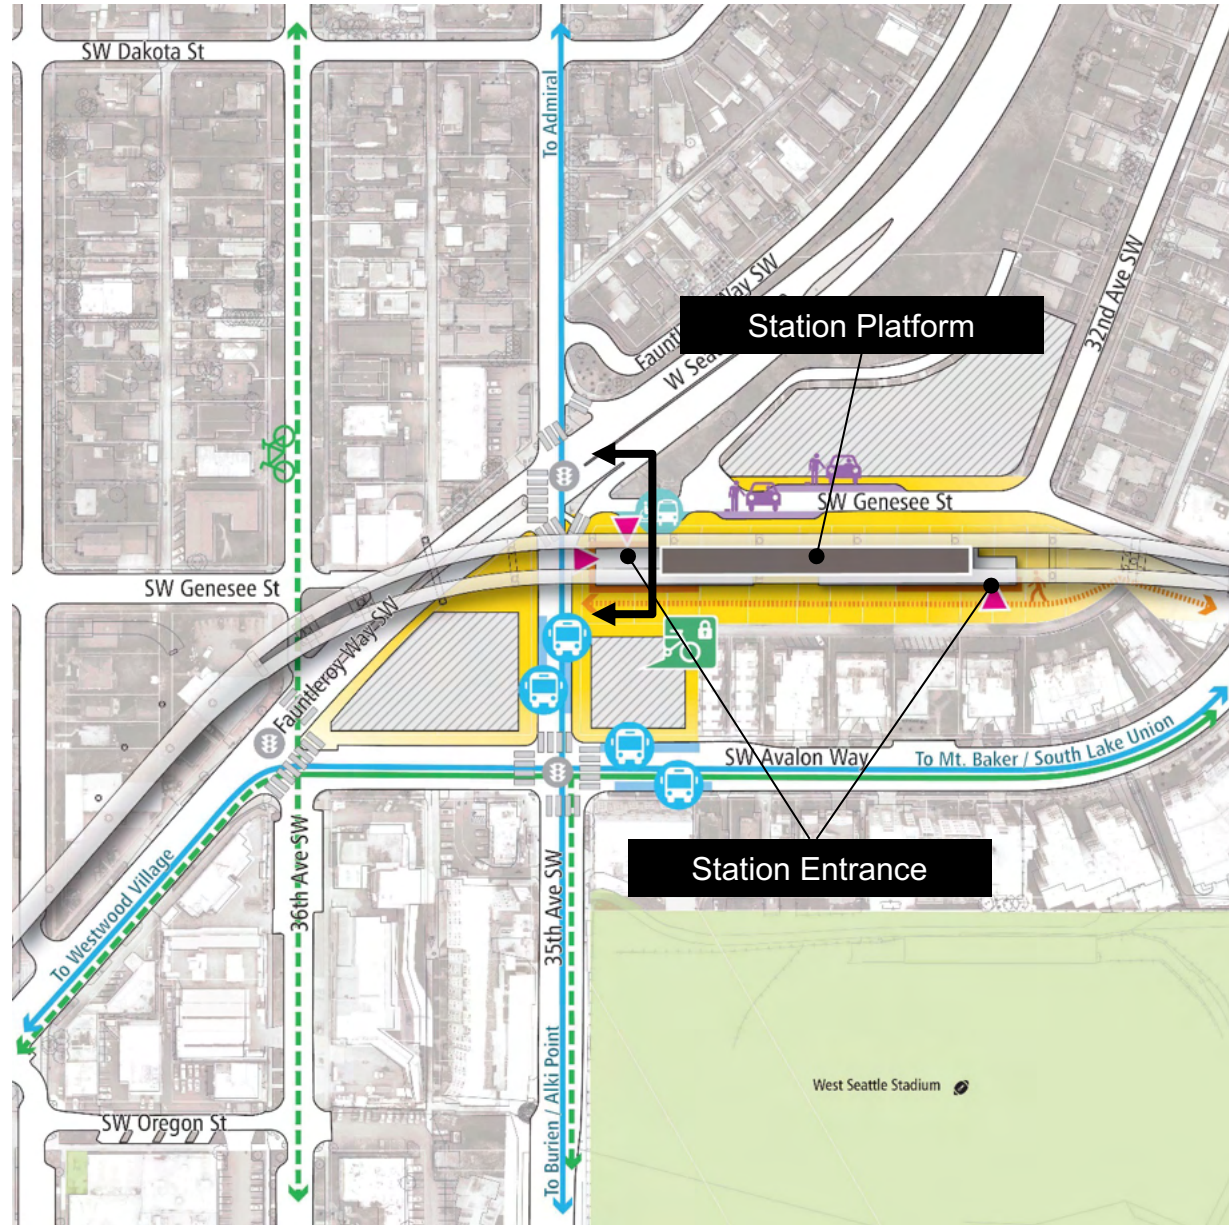 SW Dakota St
To Admiral
Fauntl Way SW
W Sea
32nd Ave SW
Station Platform
SW Genesee St
SW Genesee St
Fauntleroy Way SW
SW Avalon Way
To Mt. Baker / South Lake Union
Station Entrance
To Westwood Village
36th Ave SW
35th Ave SW
To Burien / Alki Point
West Seattle Stadium
SW Oregon St